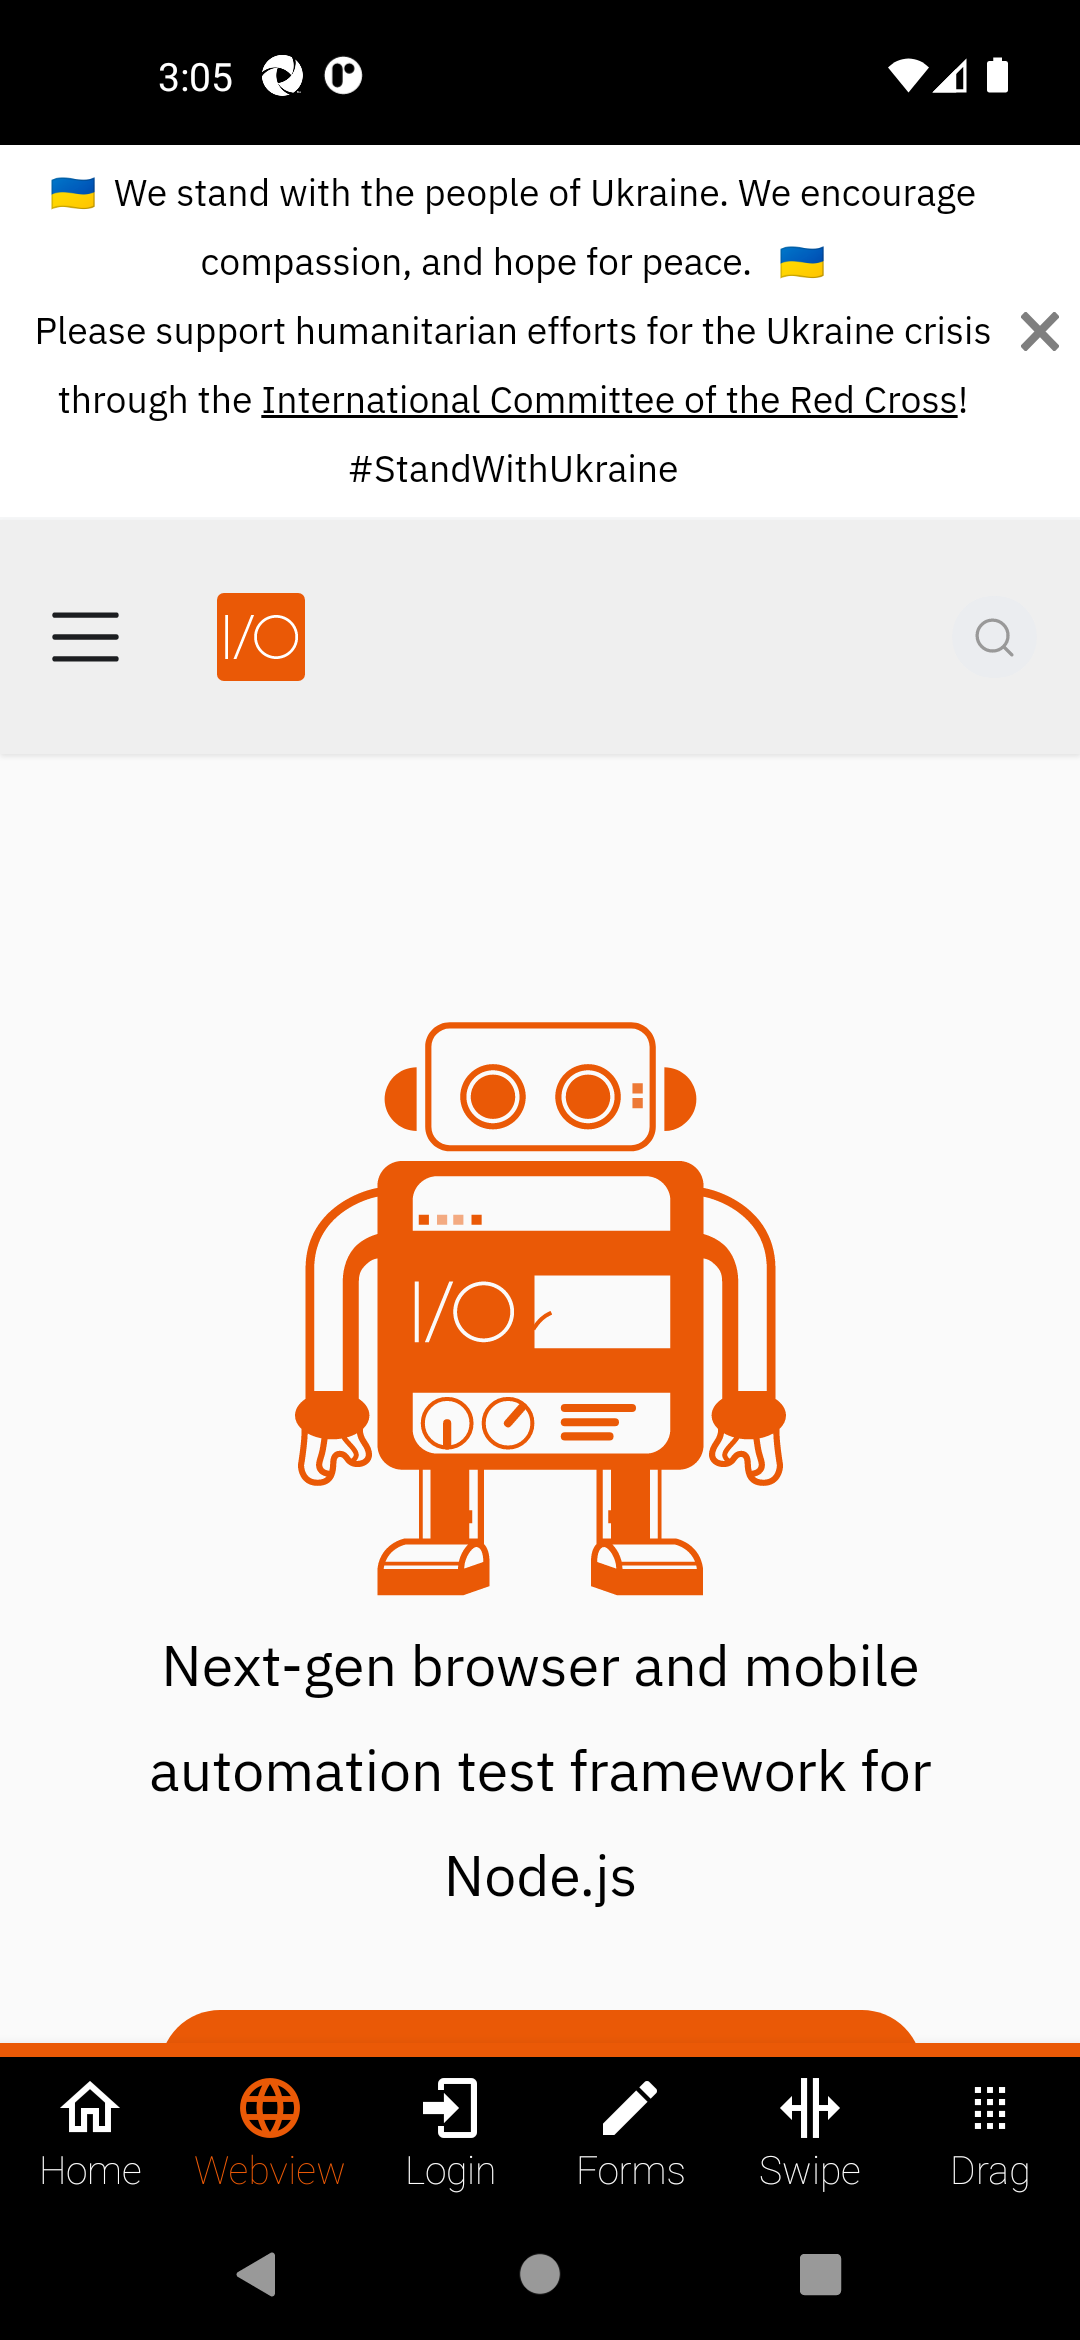 3:05
🇺🇦 We stand with the people of Ukraine. We encourage
compassion, and hope for peace. 🇺🇦
Please support humanitarian efforts for the Ukraine crisis
through the International Committee of the Red Cross!
#StandWithUkraine
I/O
I/O
Next-gen browser and mobile
automation test framework for
Node.js
Home Webview Login Forms Swipe Drag